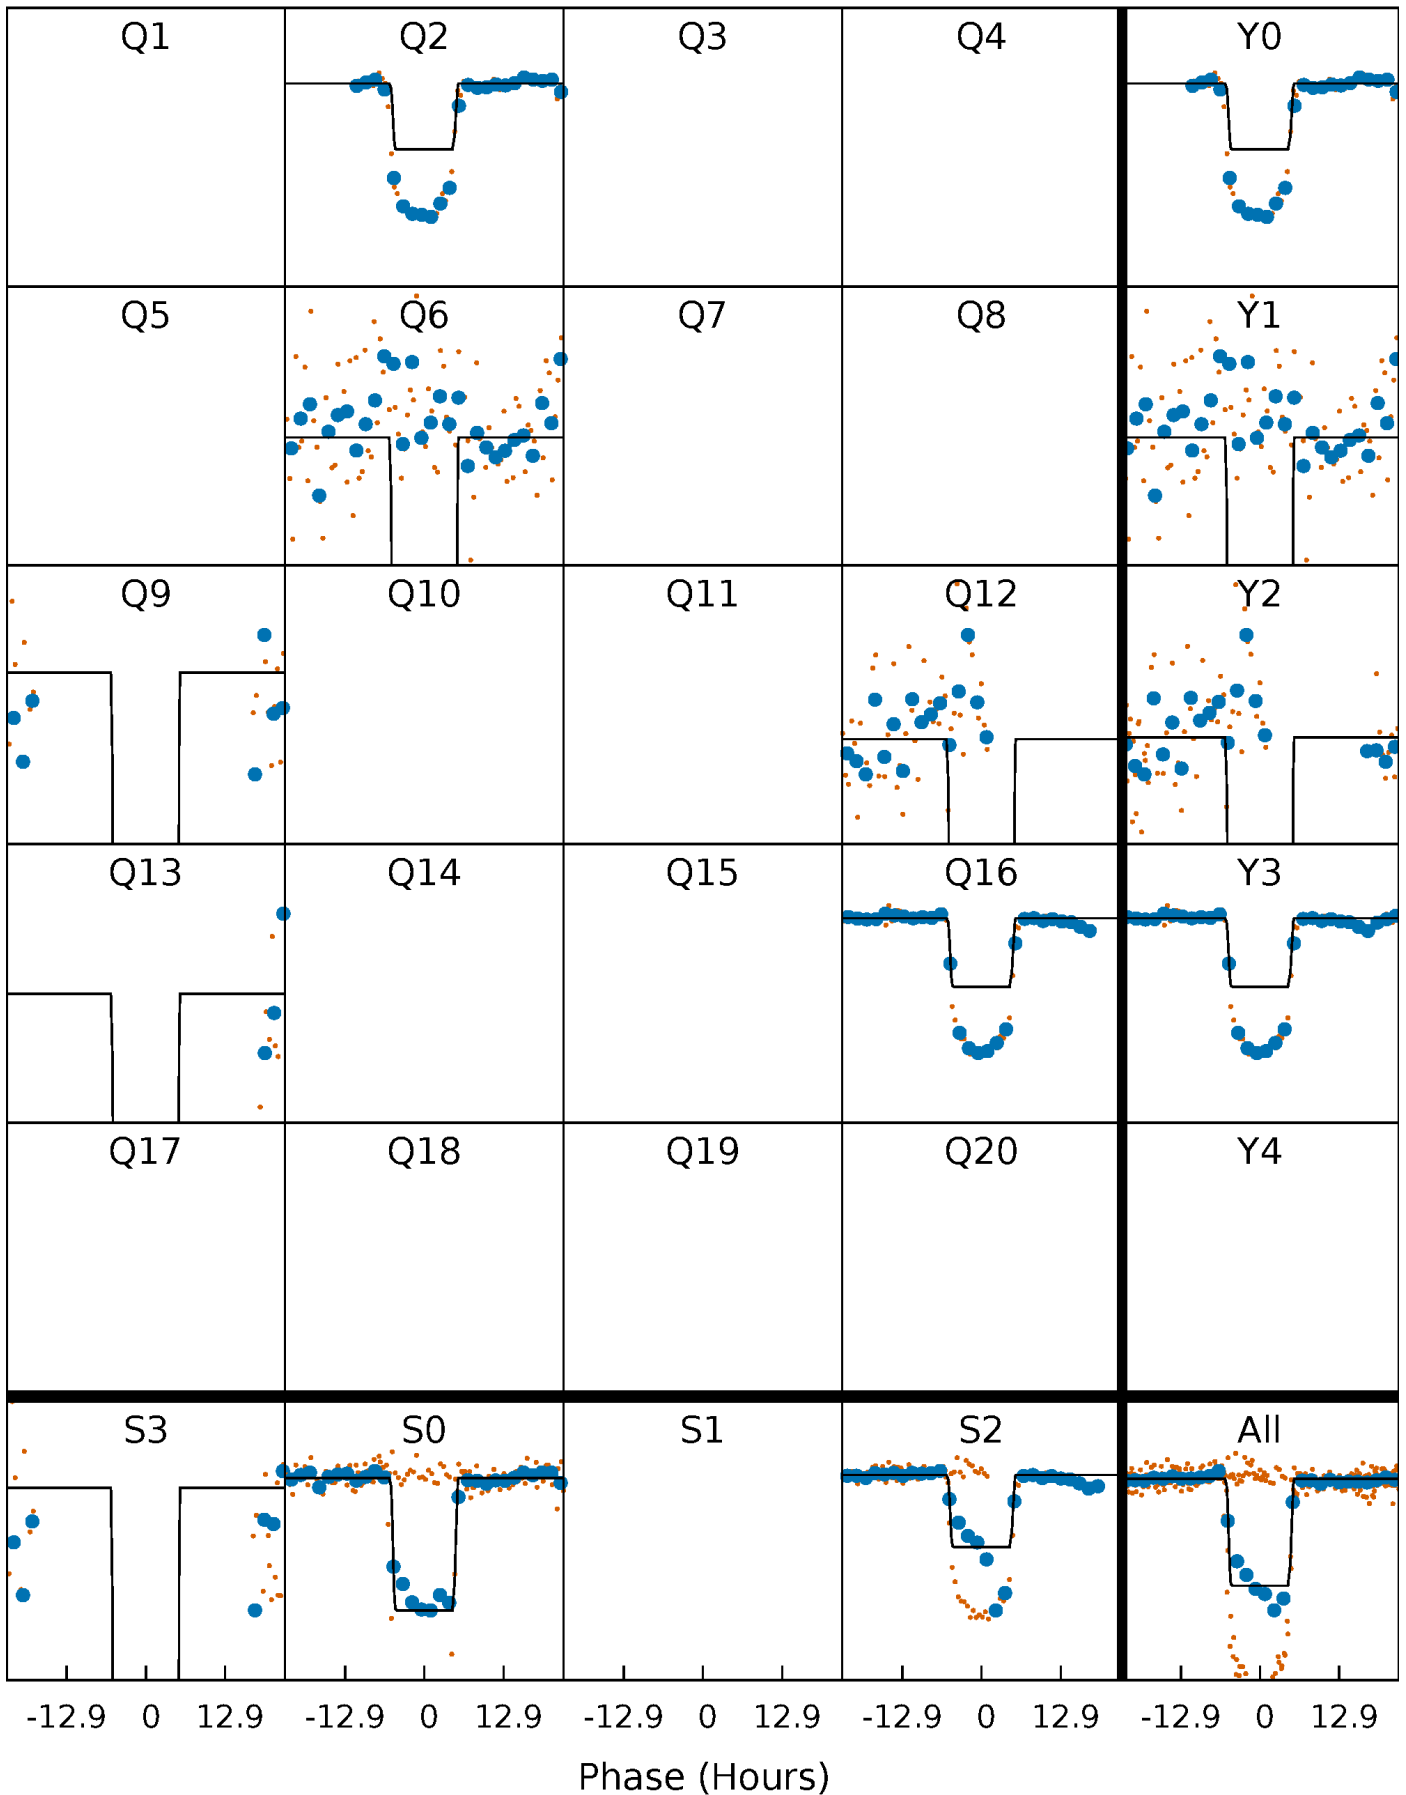 Q1 Q2 Q3 Q4 Y0
Q5 Q6 Q7 Q8 Y1
Q9 Q10 Q11 Q12 Y2
Q13 Q14 Q15 Q16 Y3
Q17 Q18 Q19 Q20 Y4
S3 S0 S1 S2 All
-12.9 0 12.9 -12.9 0 12.9 -12.9 0 12.9 -12.9 0 12.9 -12.9 0 12.9
Phase (Hours)